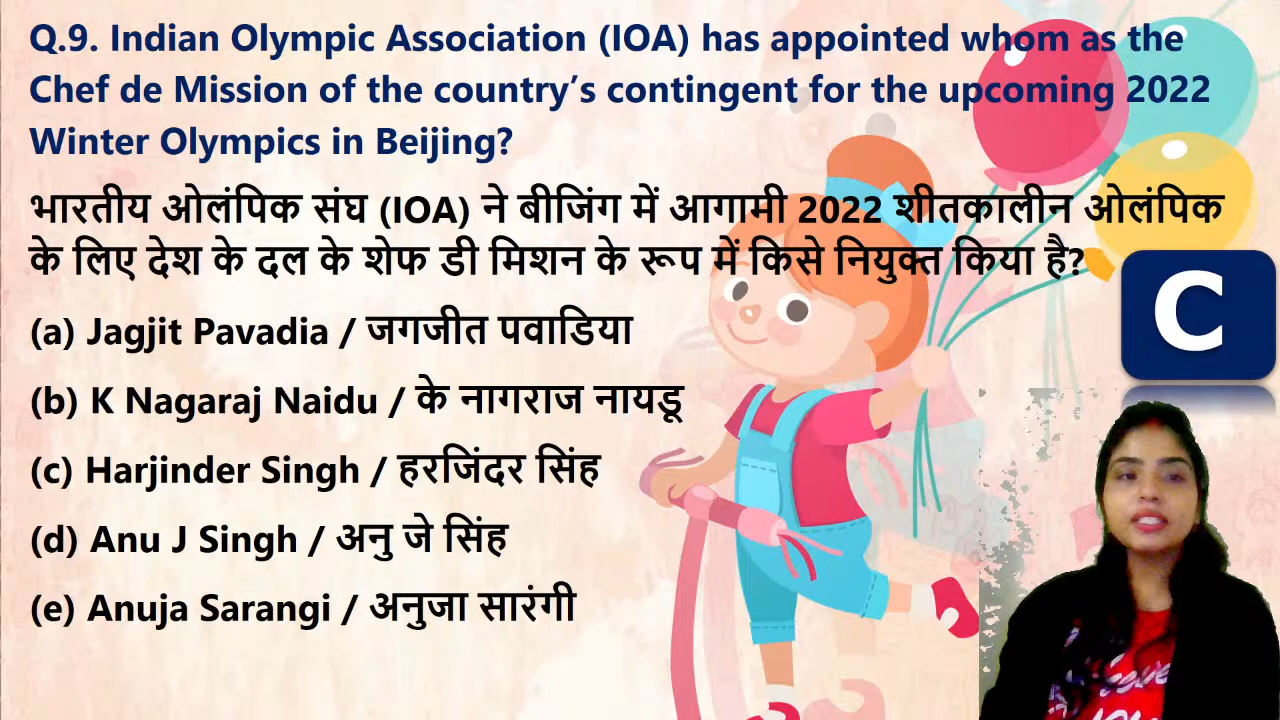 Q.9. Indian Olympic Association (IOA) has appointed whom as the
Chef de Mission of the country’s contingent for the upcoming 2022
Winter Olympics in Beijing?
भारतीय ओलंपिक संघ (IOA) ने बीजिंग में आगामी 2022 शीतकालीन ओलंपिक
के लिए देश के दल के शेफ डी मिशन के रूप में किसे नियुक्त किया है?
C
(a) Jagjit Pavadia / जगजीत पवाडिया
(b) K Nagaraj Naidu / के नागराज नायडू
(c) Harjinder Singh / हरजिंदर सिंह
(d) Anu J Singh / अनु जे सिंह
(e) Anuja Sarangi / अनुजा सारंगी